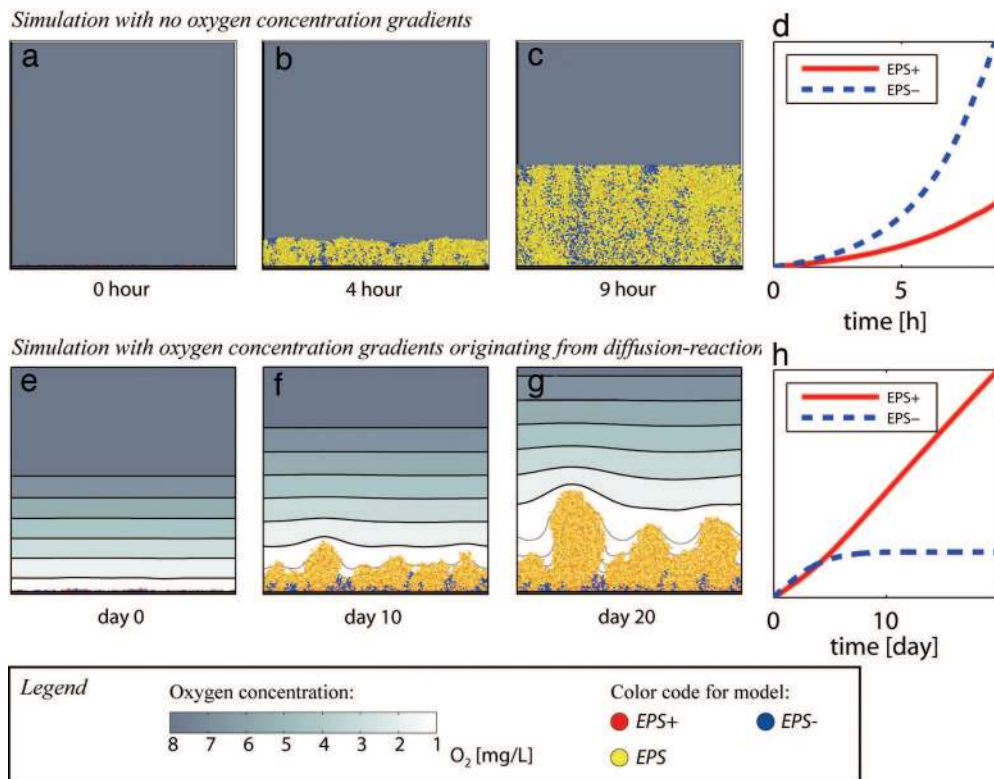 Simulation with no oxygen concentration gradients
a
b
c
d
EPS+
EPS−
0 hour
4 hour
9 hour
0
5
time [h]
Simulation with oxygen concentration gradients originating from diffusion-reaction
e
f
g
h
EPS+
EPS−
day 0
day 10
day 20
0
10
time [day]
Legend
Oxygen concentration:
8 7 6 5 4 3 2 1
O₂ [mg/L]
Color code for model:
EPS+
EPS-
EPS